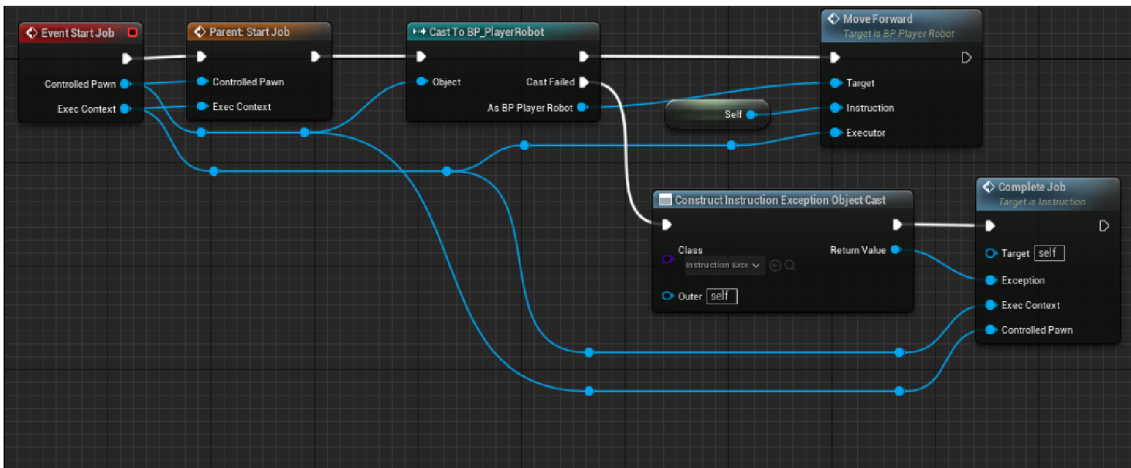 Event Start Job
Controlled Pawn
Exec Context
Parent: Start Job
Controlled Pawn
Exec Context
Cast To BP_PlayerRobot
Object
Cast Failed
As BP Player Robot
Move Forward
Target is BP Player Robot
Target
Instruction
Executor
Self
Construct Instruction Exception Object Cast
Class
Return Value
Instruction Exce
Outer
self
Complete Job
Target is Instruction
Target
self
Exception
Exec Context
Controlled Pawn